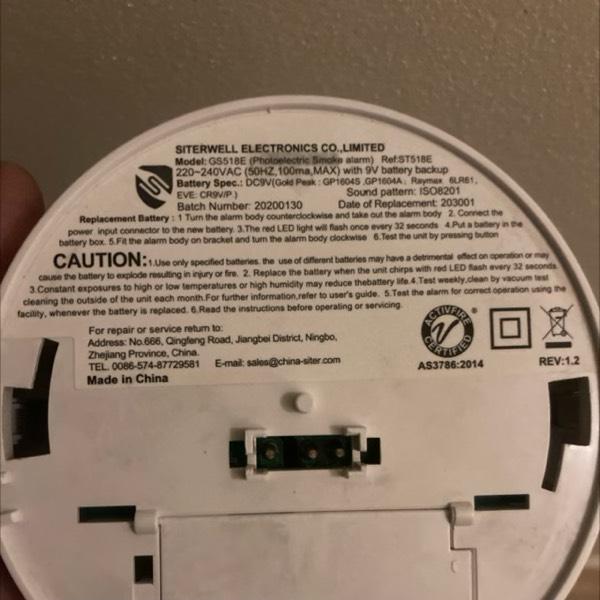 SITERWELL ELECTRONICS CO.,LIMITED
Model: GS518E (Photoelectric Smoke alarm) Ref:ST518E
220~240VAC (50HZ,100ma,MAX) with 9V battery backup
Battery Spec.: DC9V(Gold Peak : GP1604S ,GP1604A , Raymax 6LR61,
EVE: CR9V/P ) Sound pattern: ISO8201
Batch Number: 20200130 Date of Replacement: 203001
Replacement Battery : 1 Turn the alarm body counterclockwise and take out the alarm body 2. Connect the
power input connector to the new battery. 3.The red LED light will flash once every 32 seconds 4.Put a battery in the
battery box. 5.Fit the alarm body on bracket and turn the alarm body clockwise 6.Test the unit by pressing button
CAUTION: 1.Use only specified batteries. the use of different batteries may have a detrimental effect on operation or may
cause the battery to explode resulting in injury or fire. 2. Replace the battery when the unit chirps with red LED flash every 32 seconds.
3.Constant exposures to high or low temperatures or high humidity may reduce thebattery life.4.Test weekly,clean by vacuum test
cleaning the outside of the unit each month.For further information,refer to user's guide. 5.Test the alarm for correct operation using the
facility, whenever the battery is replaced. 6.Read the instructions before operating or servicing.
For repair or service return to:
Address: No.666, Qingfeng Road, Jiangbei District, Ningbo,
Zhejiang Province, China.
TEL. 0086-574-87729581 E-mail: sales@china-siter.com
Made in China
ACTIVFIRE
CERTIFIED
AS3786:2014
REV:1.2